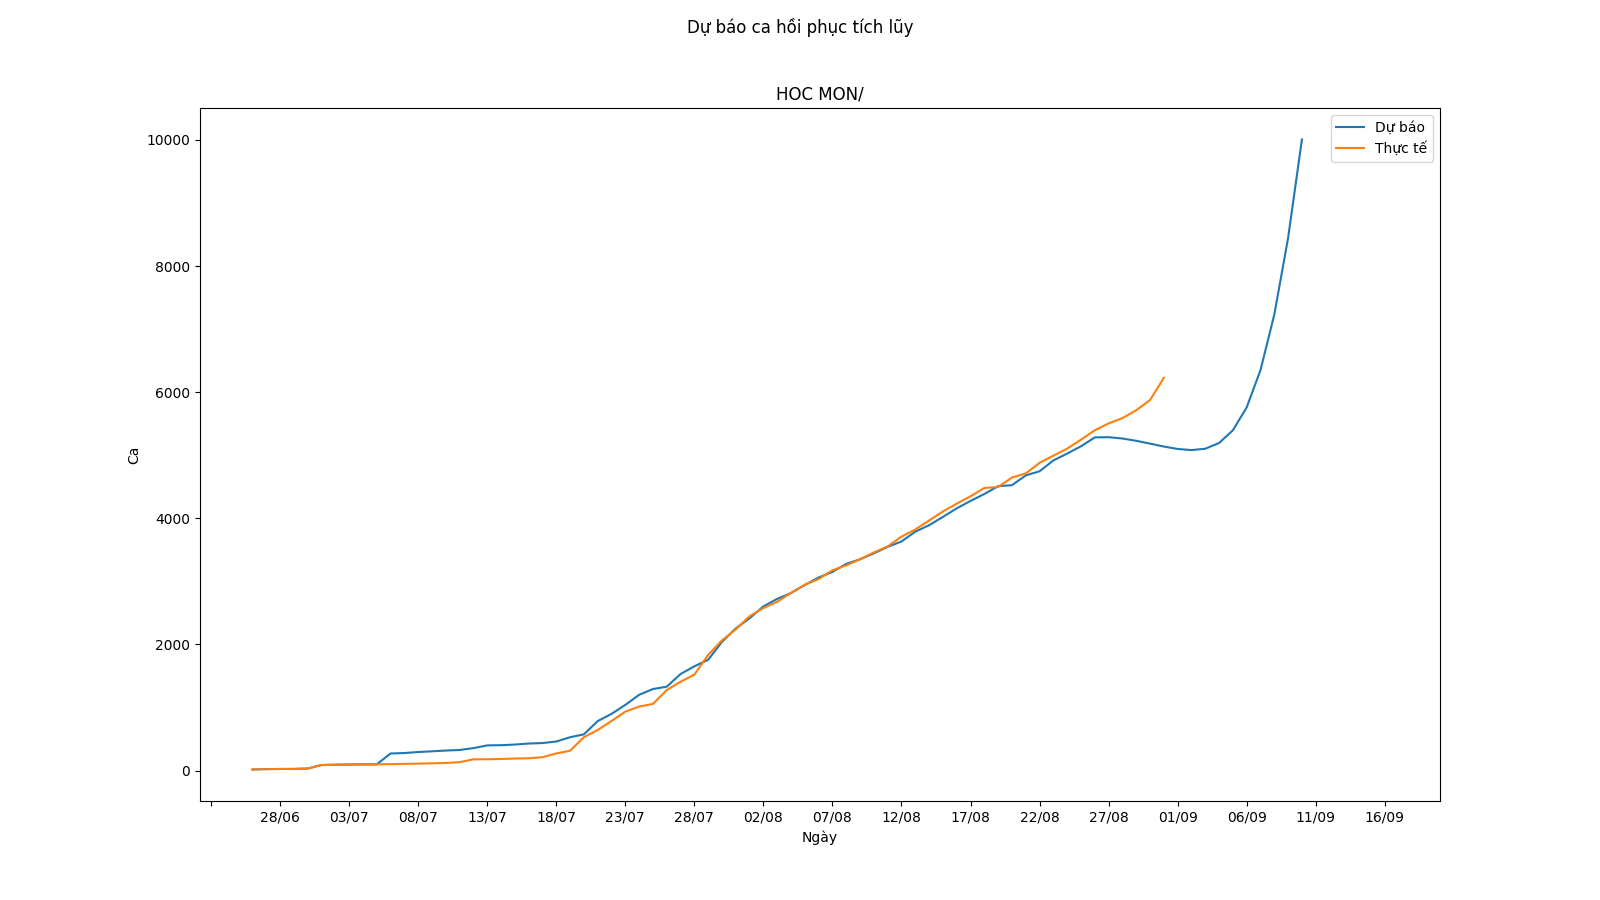 Dự báo ca hồi phục tích lũy
HOC MON/
Dự báo
Thực tế
10000
8000
6000
4000
2000
0
Ca
28/06 03/07 08/07 13/07 18/07 23/07 28/07 02/08 07/08 12/08 17/08 22/08 27/08 01/09 06/09 11/09 16/09
Ngày